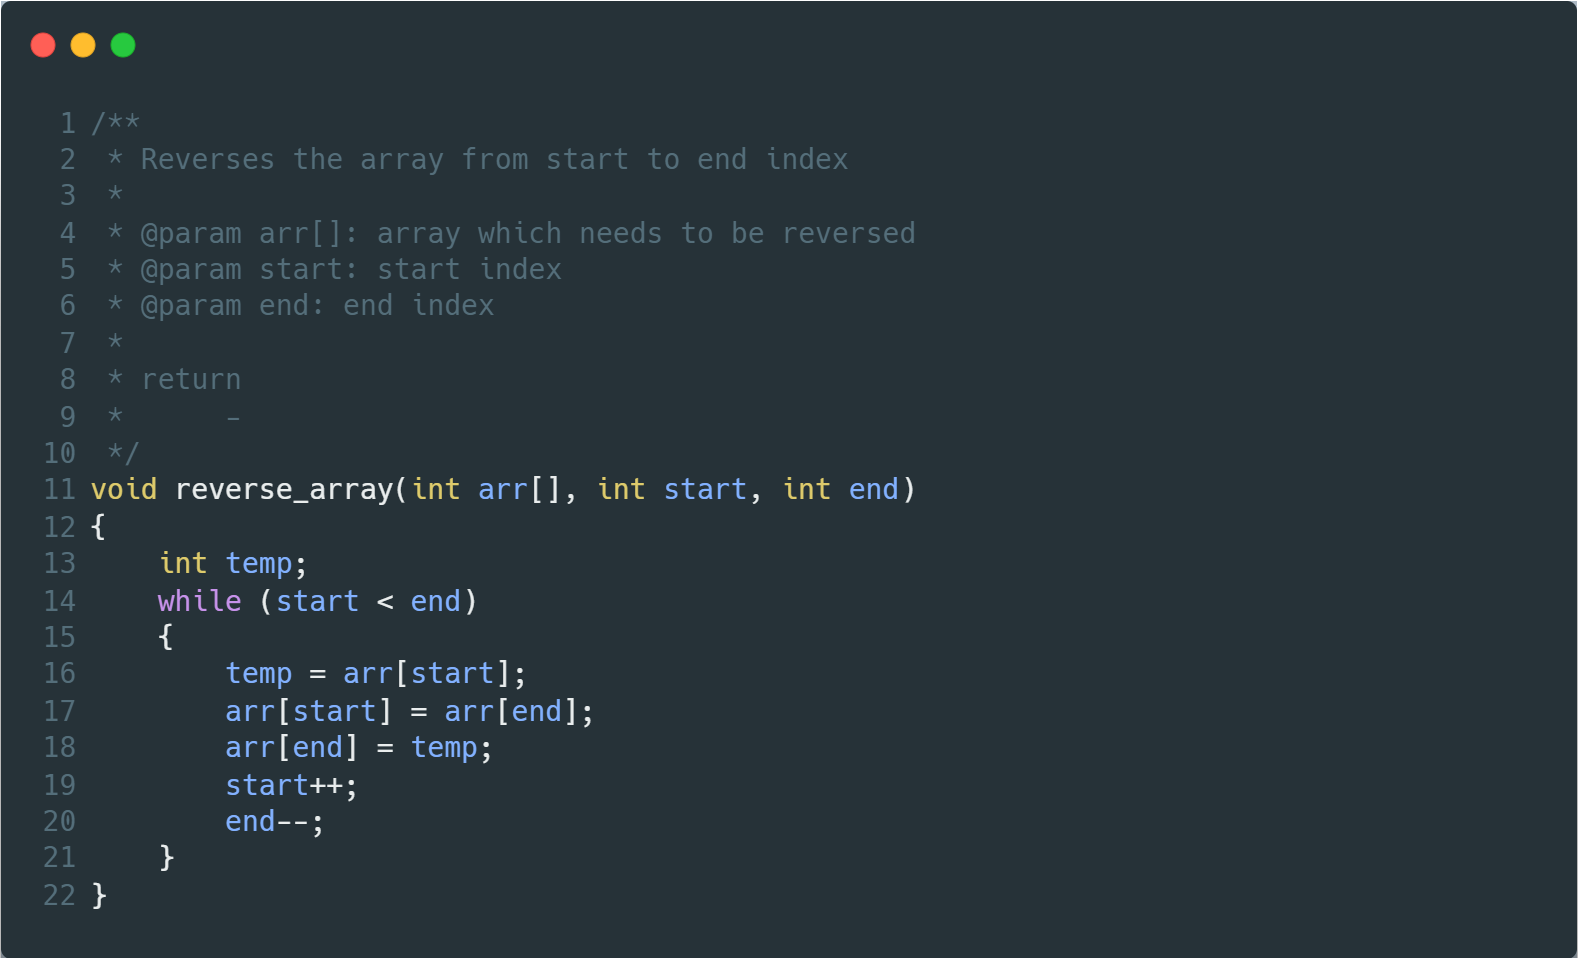 1 /**
2  * Reverses the array from start to end index
3  *
4  * @param arr[]: array which needs to be reversed
5  * @param start: start index
6  * @param end: end index
7  *
8  * return
9  *      -
10  */
11 void reverse_array(int arr[], int start, int end)
12 {
13     int temp;
14     while (start < end)
15     {
16         temp = arr[start];
17         arr[start] = arr[end];
18         arr[end] = temp;
19         start++;
20         end--;
21     }
22 }